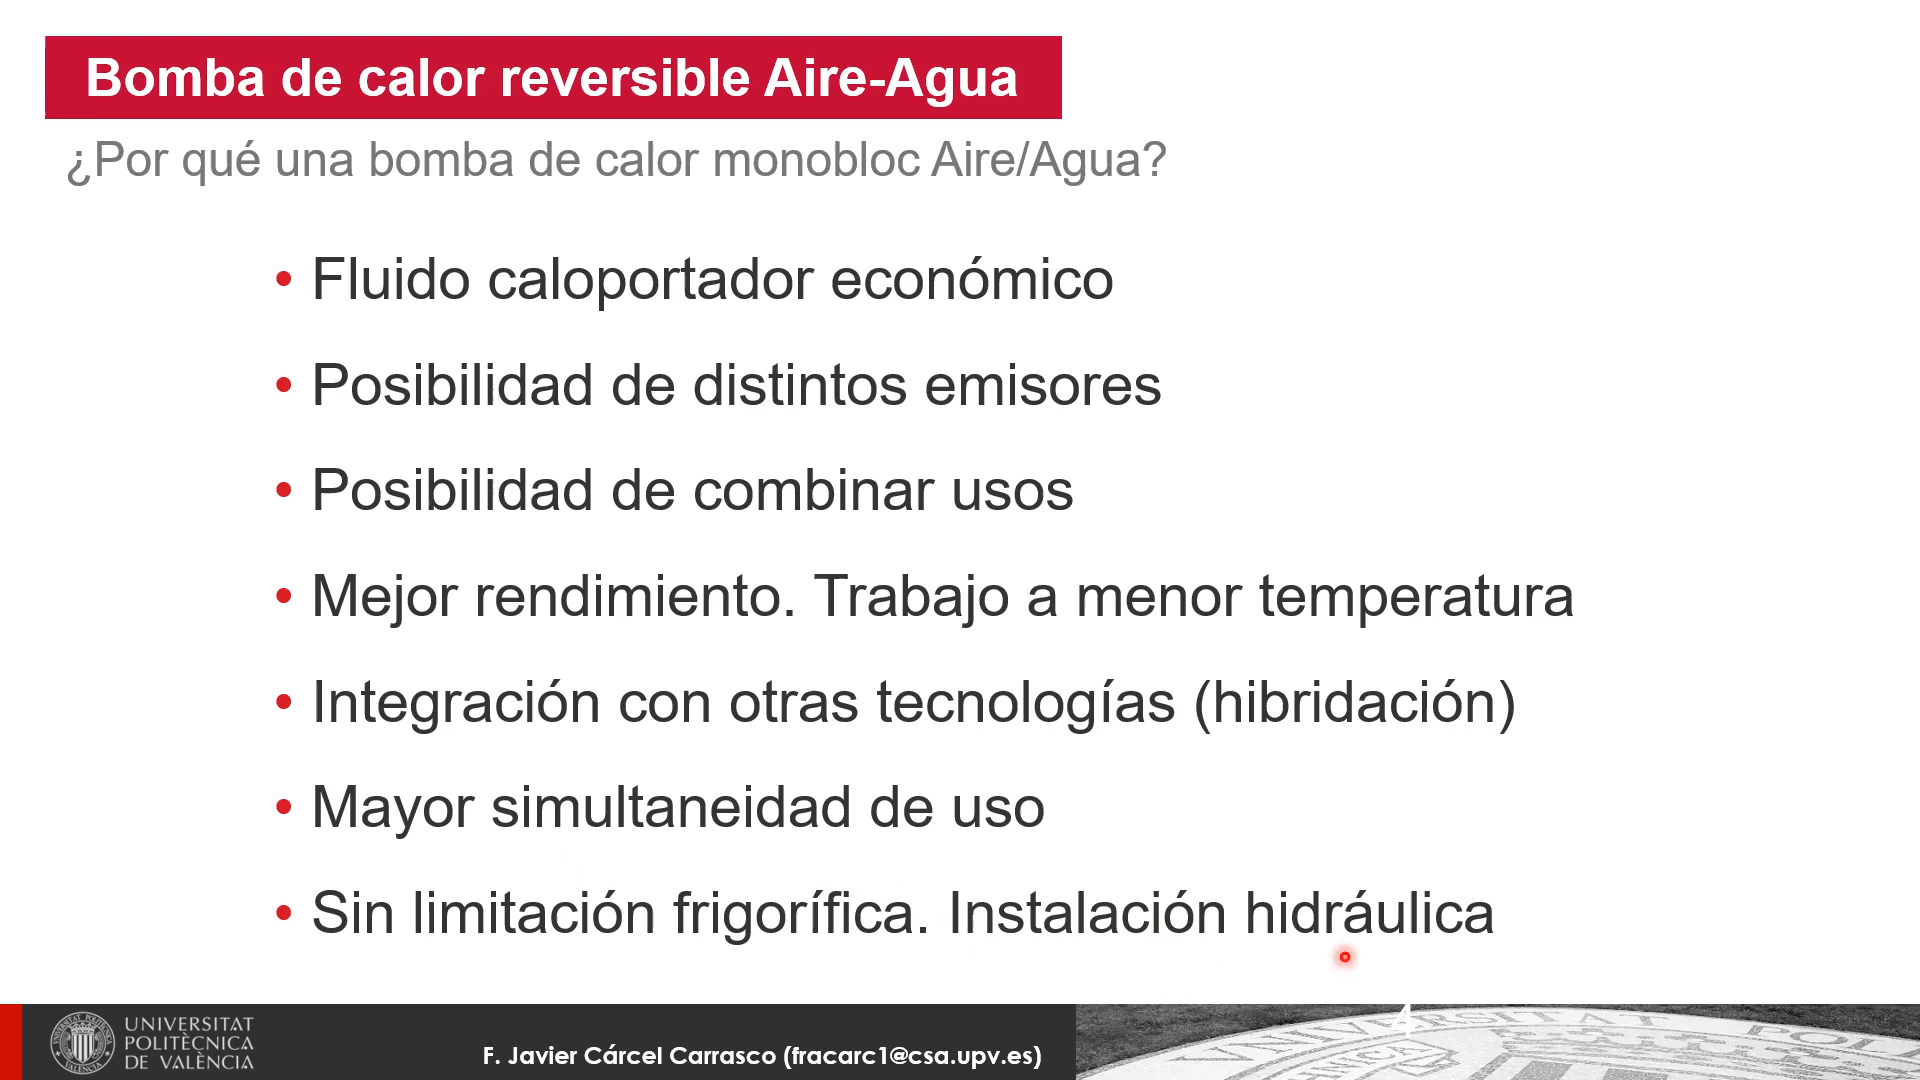 Bomba de calor reversible Aire-Agua
¿Por qué una bomba de calor monobloc Aire/Agua?
• Fluido caloportador económico
• Posibilidad de distintos emisores
• Posibilidad de combinar usos
• Mejor rendimiento. Trabajo a menor temperatura
• Integración con otras tecnologías (hibridación)
• Mayor simultaneidad de uso
• Sin limitación frigorífica. Instalación hidráulica
UNIVERSITAT
POLITÈCNICA
DE VALÈNCIA
F. Javier Cárcel Carrasco (fracarc1@csa.upv.es)
4